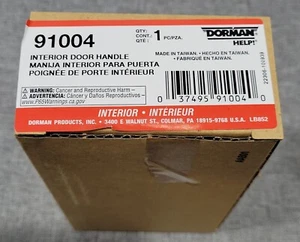 91004
QTY:
CONT.:
1 PC/PZA.
DORMAN®
HELP!®
INTERIOR DOOR HANDLE
MANIJA INTERIOR PARA PUERTA
POIGNÉE DE PORTE INTÉRIEUR
MADE IN TAIWAN. • HECHO EN TAIWAN.
• FABRIQUÉ EN TAIWAN.
WARNING: Cancer and Reproductive Harm
ADVERTENCIA: Cáncer y Daños Reproductivos
www.P65Warnings.ca.gov
0 37495 91004 0
INTERIOR • INTÉRIEUR
DORMAN PRODUCTS, INC. • 3400 E WALNUT ST, COLMAR, PA 18915-9768 U.S.A. LB852